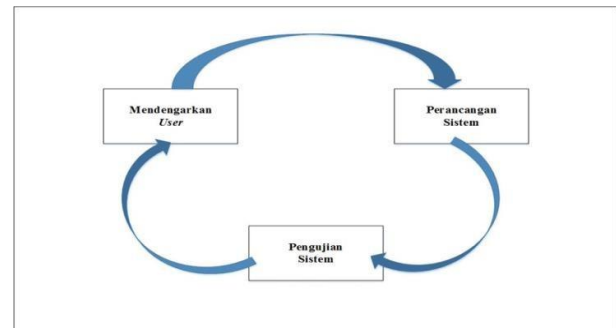 Mendengarkan
User
Perancangan
Sistem
Pengujian
Sistem